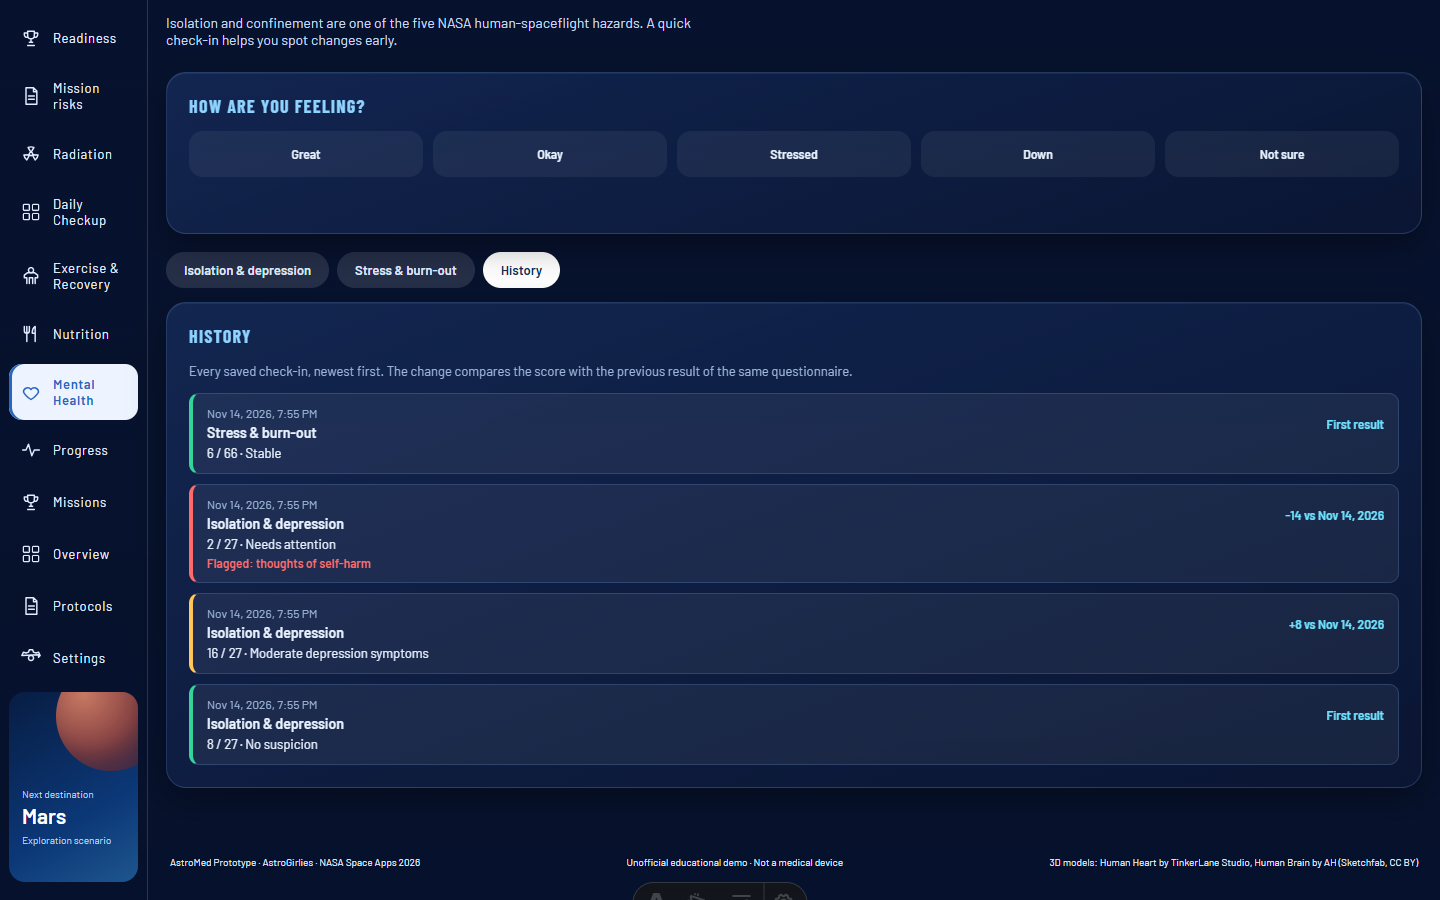 Isolation and confinement are one of the five NASA human-spaceflight hazards. A quick
check-in helps you spot changes early.
Readiness
Mission
risks
Radiation
Daily
Checkup
Exercise &
Recovery
Nutrition
Mental
Health
Progress
Missions
Overview
Protocols
Settings
Next destination
Mars
Exploration scenario
HOW ARE YOU FEELING?
Great
Okay
Stressed
Down
Not sure
Isolation & depression
Stress & burn-out
History
HISTORY
Every saved check-in, newest first. The change compares the score with the previous result of the same questionnaire.
Nov 14, 2026, 7:55 PM
Stress & burn-out
6 / 66 · Stable
First result
Nov 14, 2026, 7:55 PM
Isolation & depression
2 / 27 · Needs attention
Flagged: thoughts of self-harm
-14 vs Nov 14, 2026
Nov 14, 2026, 7:55 PM
Isolation & depression
16 / 27 · Moderate depression symptoms
+8 vs Nov 14, 2026
Nov 14, 2026, 7:55 PM
Isolation & depression
8 / 27 · No suspicion
First result
AstroMed Prototype · AstroGirlies · NASA Space Apps 2026
Unofficial educational demo · Not a medical device
3D models: Human Heart by TinkerLane Studio, Human Brain by AH (Sketchfab, CC BY)